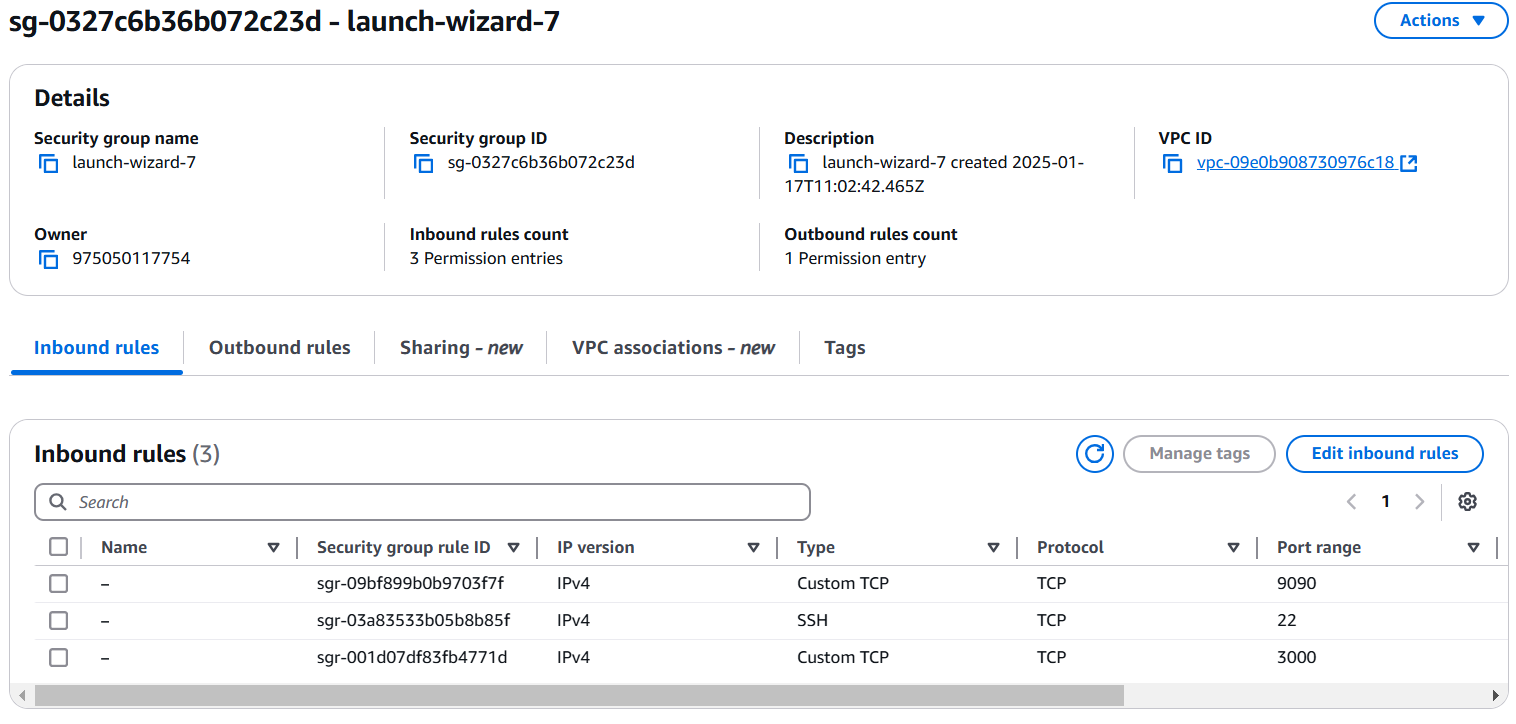 sg-0327c6b36b072c23d - launch-wizard-7
Actions
Details
Security group name
launch-wizard-7
Security group ID
sg-0327c6b36b072c23d
Description
launch-wizard-7 created 2025-01-
17T11:02:42.465Z
VPC ID
vpc-09e0b908730976c18
Owner
975050117754
Inbound rules count
3 Permission entries
Outbound rules count
1 Permission entry
Inbound rules Outbound rules Sharing - new VPC associations - new Tags
Inbound rules (3)
Manage tags
Edit inbound rules
Search
1
Name Security group rule ID IP version Type Protocol Port range
– sgr-09bf899b0b9703f7f IPv4 Custom TCP TCP 9090
– sgr-03a83533b05b8b85f IPv4 SSH TCP 22
– sgr-001d07df83fb4771d IPv4 Custom TCP TCP 3000